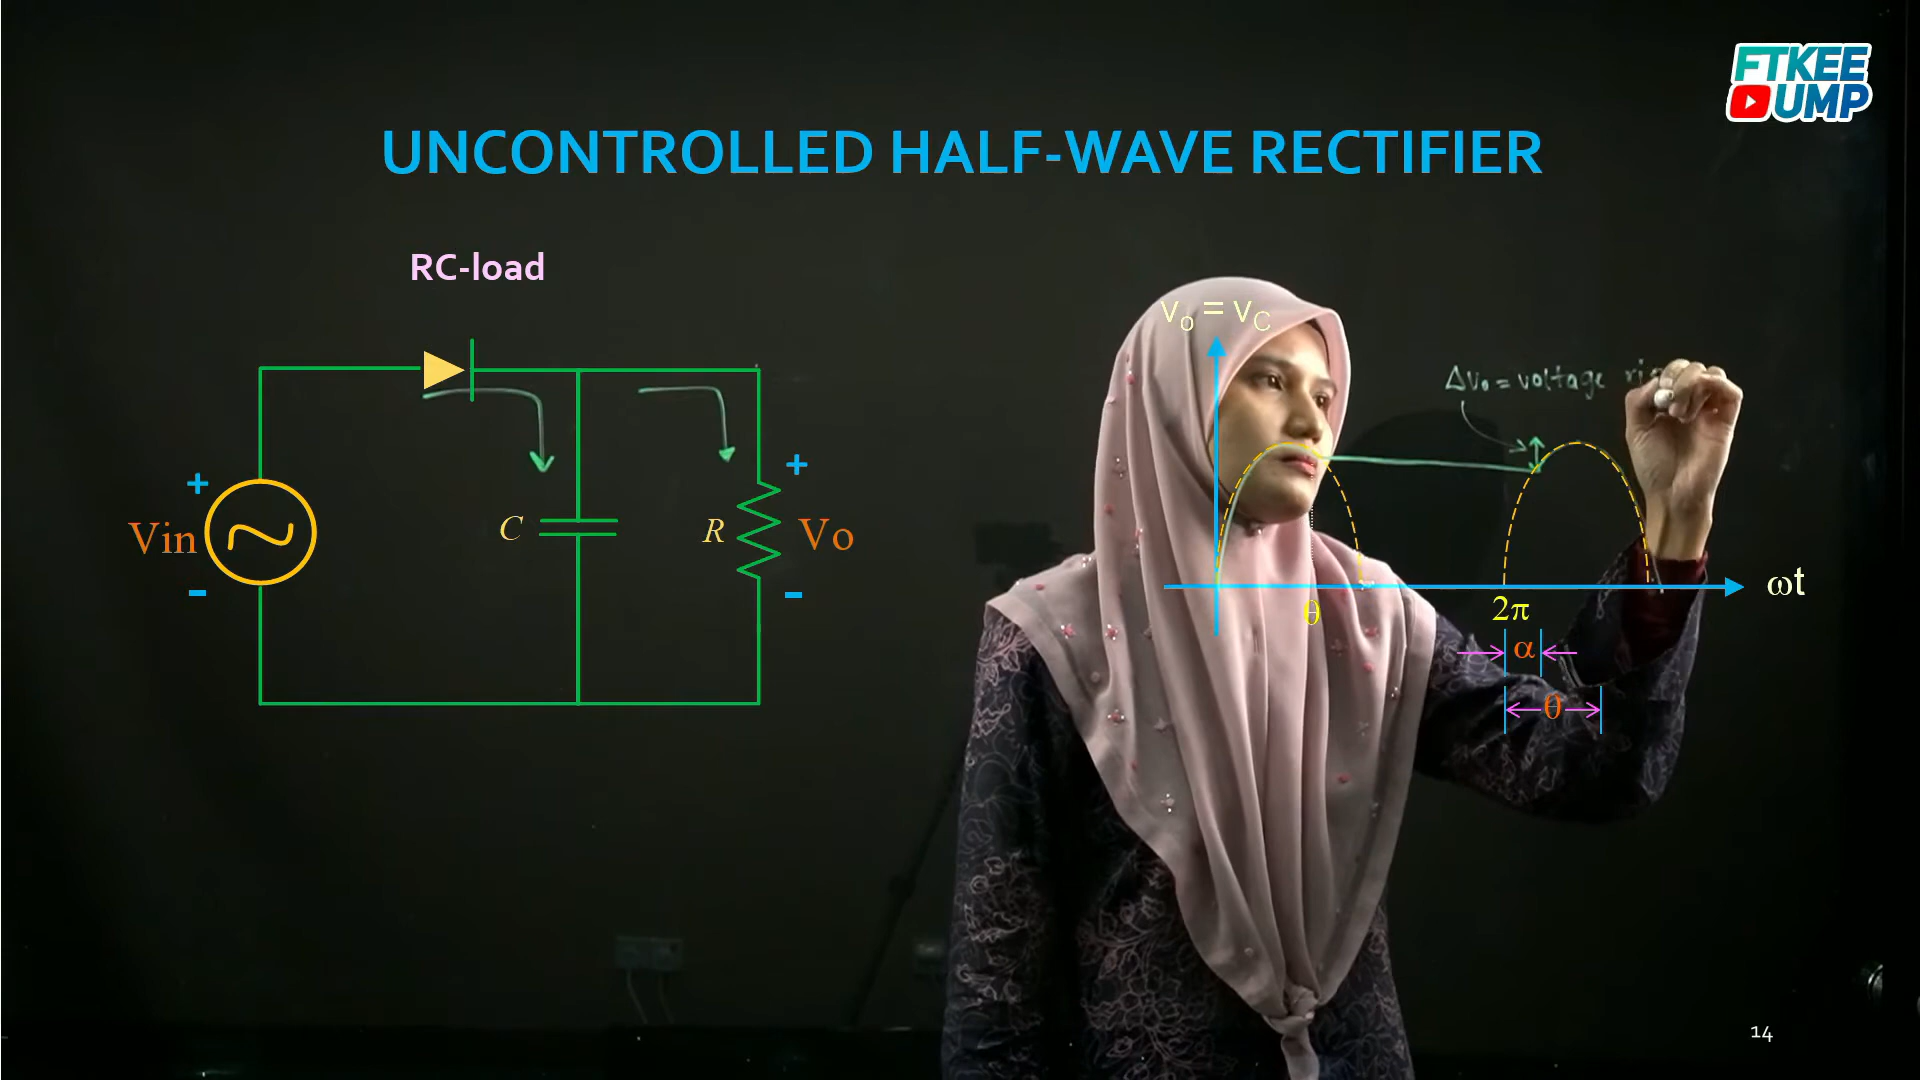 FTKEE
UMP
UNCONTROLLED HALF-WAVE RECTIFIER
RC-load
vo = vC
Δvo = voltage
+
+
Vin
C
R
Vo
-
-
ωt
θ
2π
α
θ
14